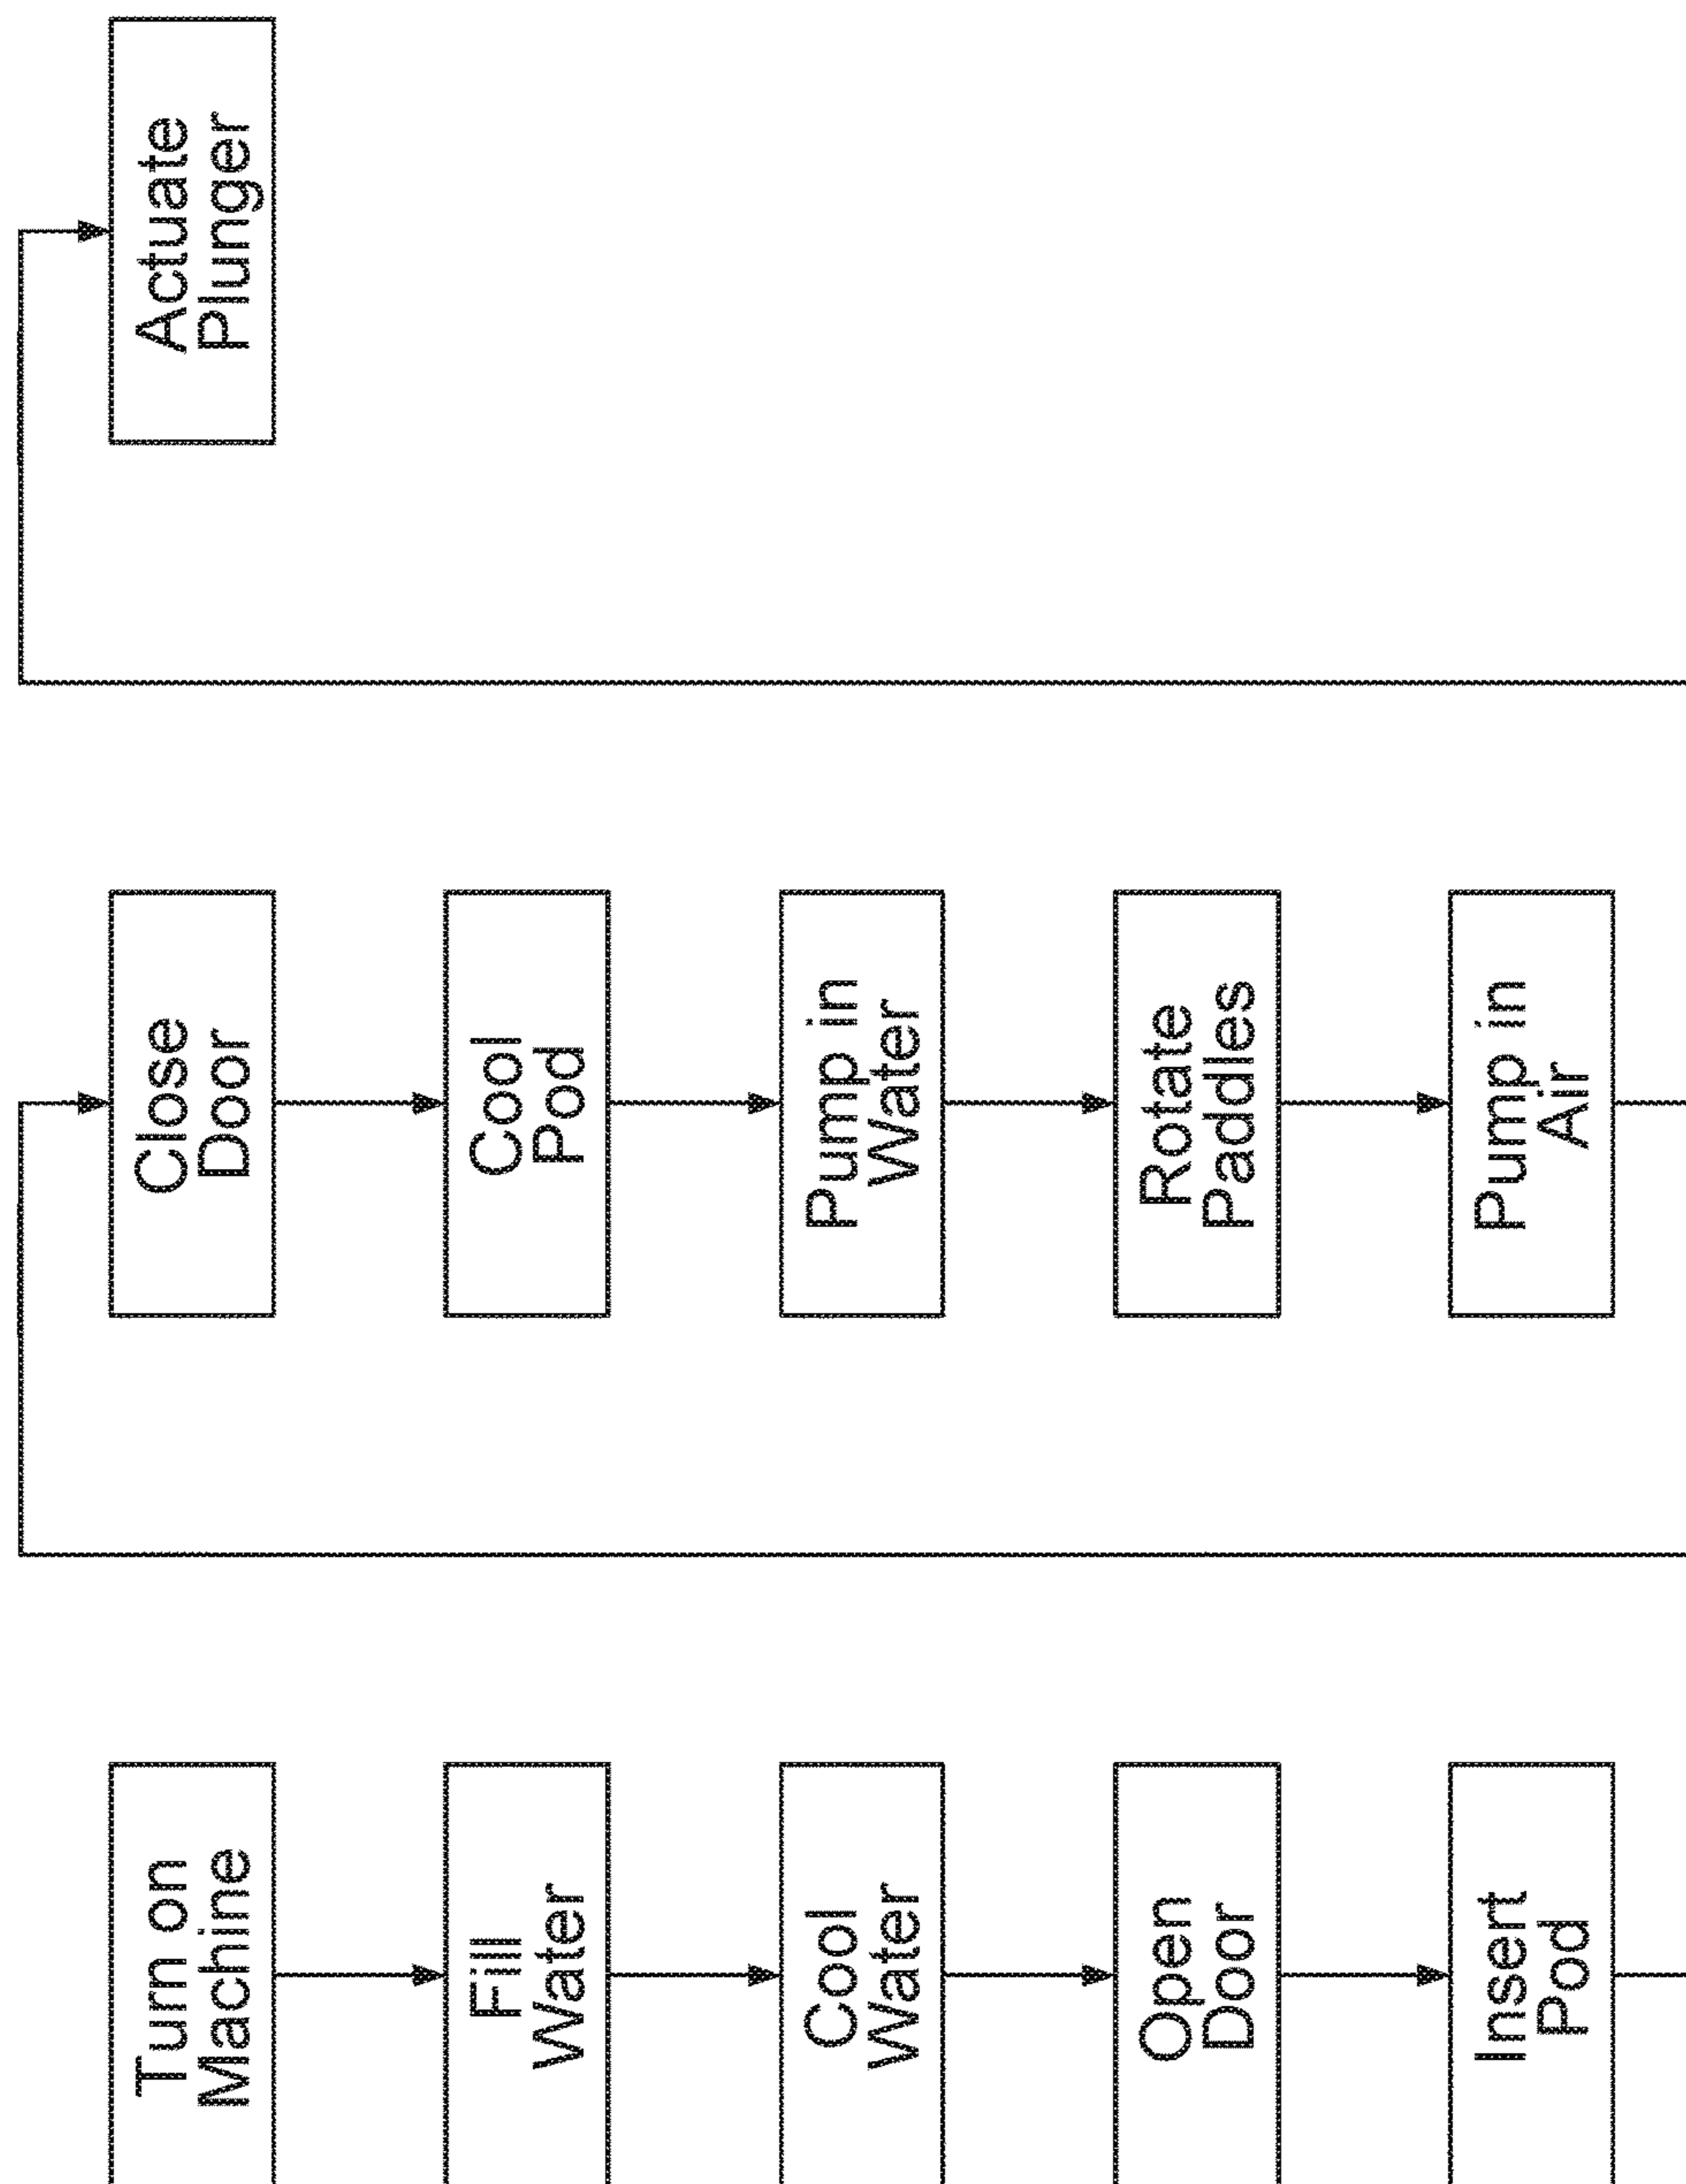 Turn on
Machine
Fill
Water
Cool
Water
Open
Door
Insert
Pod
Close
Door
Cool
Pod
Pump in
Water
Rotate
Paddles
Pump in
Air
Actuate
Plunger